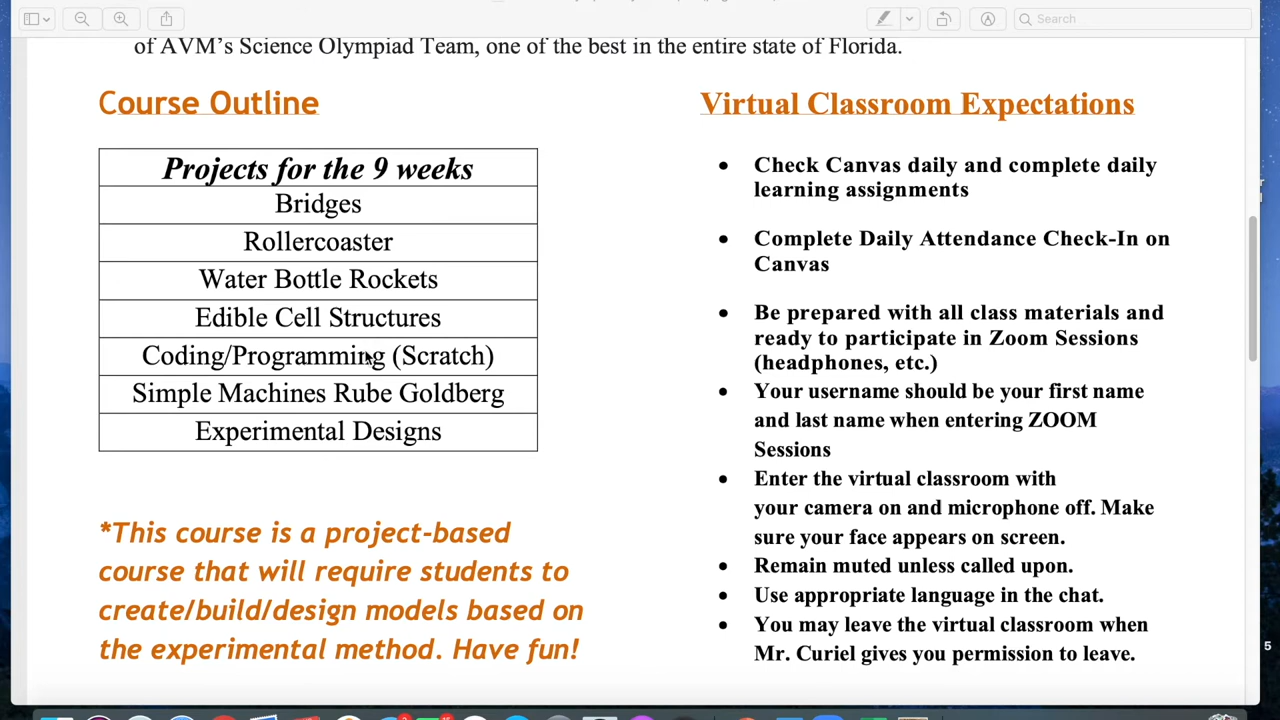 Search
of AVM's Science Olympiad Team, one of the best in the entire state of Florida.
Course Outline
Projects for the 9 weeks
Bridges
Rollercoaster
Water Bottle Rockets
Edible Cell Structures
Coding/Programming (Scratch)
Simple Machines Rube Goldberg
Experimental Designs
*This course is a project-based
course that will require students to
create/build/design models based on
the experimental method. Have fun!
Virtual Classroom Expectations
• Check Canvas daily and complete daily
learning assignments
• Complete Daily Attendance Check-In on
Canvas
• Be prepared with all class materials and
ready to participate in Zoom Sessions
(headphones, etc.)
• Your username should be your first name
and last name when entering ZOOM
Sessions
• Enter the virtual classroom with
your camera on and microphone off. Make
sure your face appears on screen.
• Remain muted unless called upon.
• Use appropriate language in the chat.
• You may leave the virtual classroom when
Mr. Curiel gives you permission to leave.
5